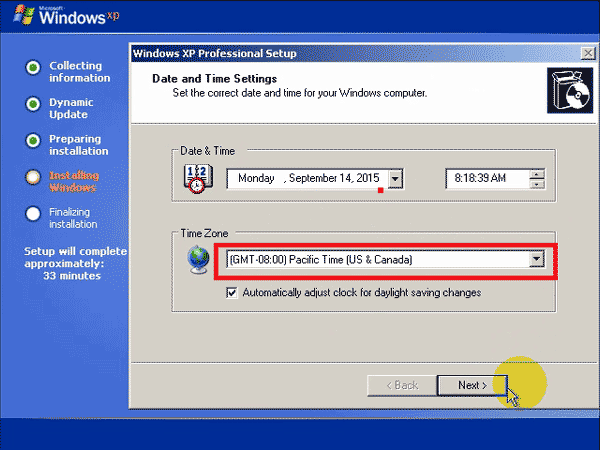 Microsoft
Windows xp
Collecting
information
Dynamic
Update
Preparing
installation
Installing
Windows
Finalizing
installation
Setup will complete
approximately:
33 minutes
Windows XP Professional Setup
Date and Time Settings
Set the correct date and time for your Windows computer.
Date & Time
Monday , September 14, 2015
8:18:39 AM
Time Zone
(GMT-08:00) Pacific Time (US & Canada)
Automatically adjust clock for daylight saving changes
< Back
Next >